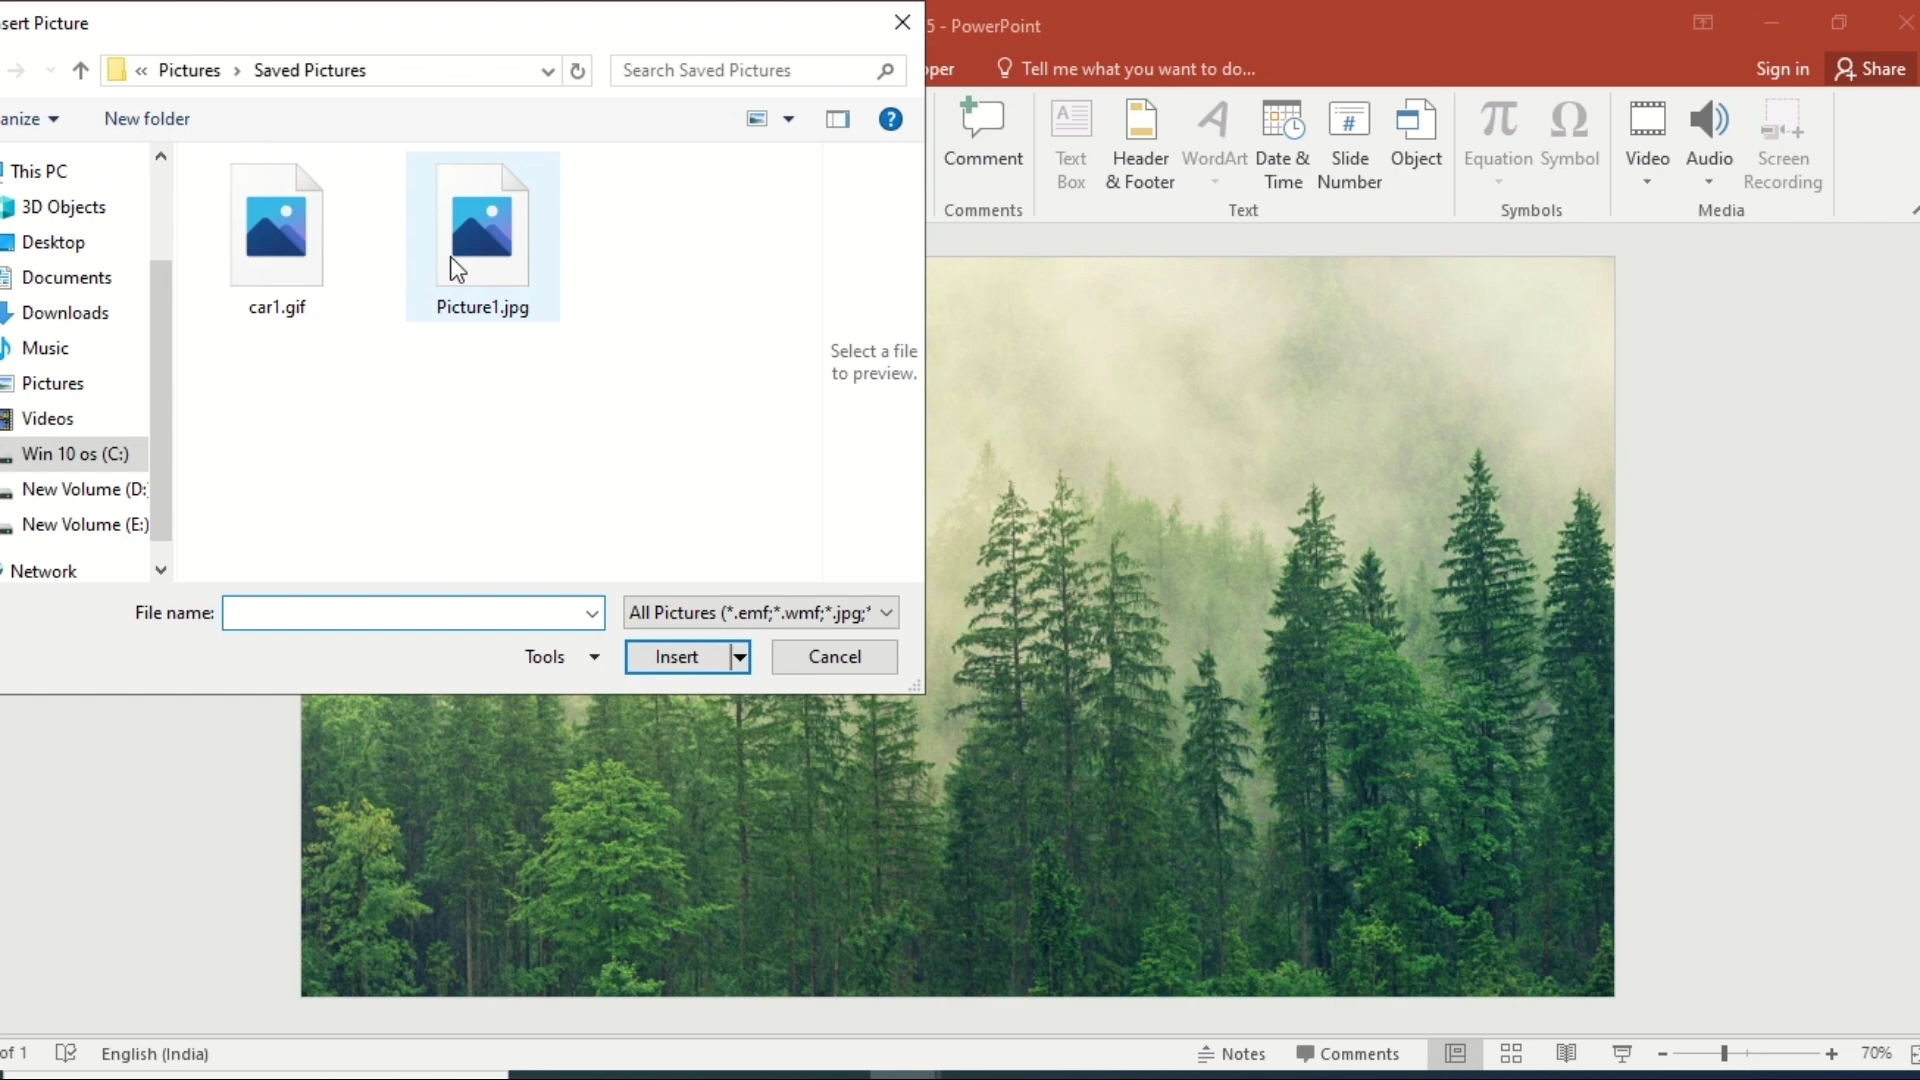 sert Picture
5 - PowerPoint
« Pictures › Saved Pictures
Search Saved Pictures
per
Tell me what you want to do...
Sign in
Share
anize
New folder
Comment
Text Box
Header & Footer
WordArt
Date & Time
Slide Number
Object
Equation
Symbol
Video
Audio
Screen Recording
Comments
Text
Symbols
Media
This PC
3D Objects
Desktop
Documents
Downloads
Music
Pictures
Videos
Win 10 os (C:)
New Volume (D:
New Volume (E:)
Network
car1.gif
Picture1.jpg
Select a file
to preview.
File name:
All Pictures (*.emf;*.wmf;*.jpg;*
Tools
Insert
Cancel
of 1
English (India)
Notes
Comments
70%